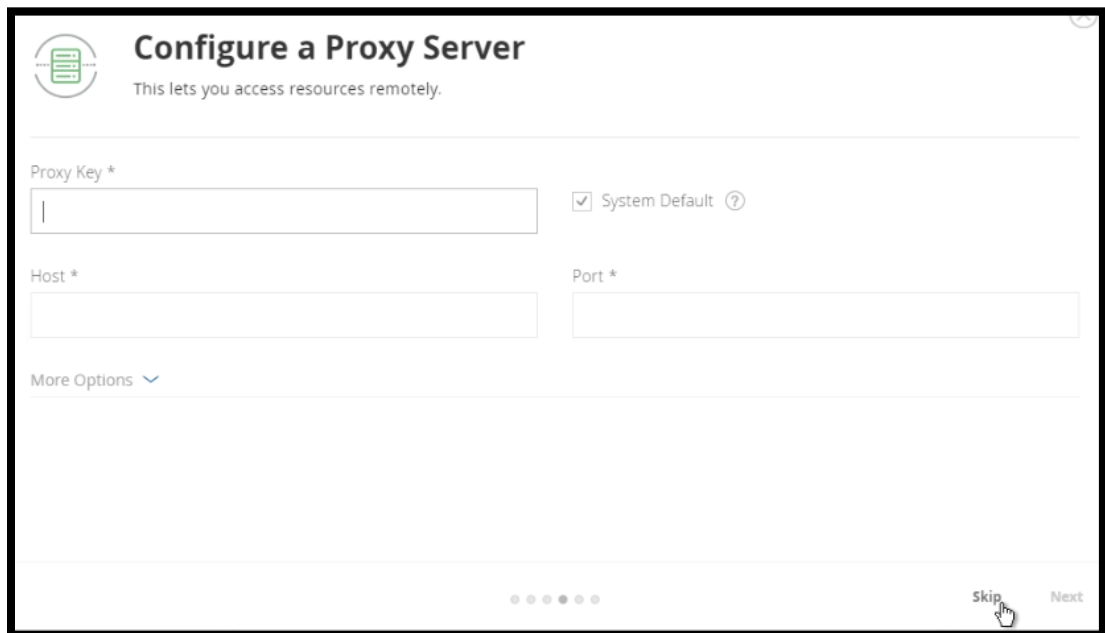 Configure a Proxy Server
This lets you access resources remotely.
Proxy Key *
System Default ?
Host *
Port *
More Options
Skip
Next